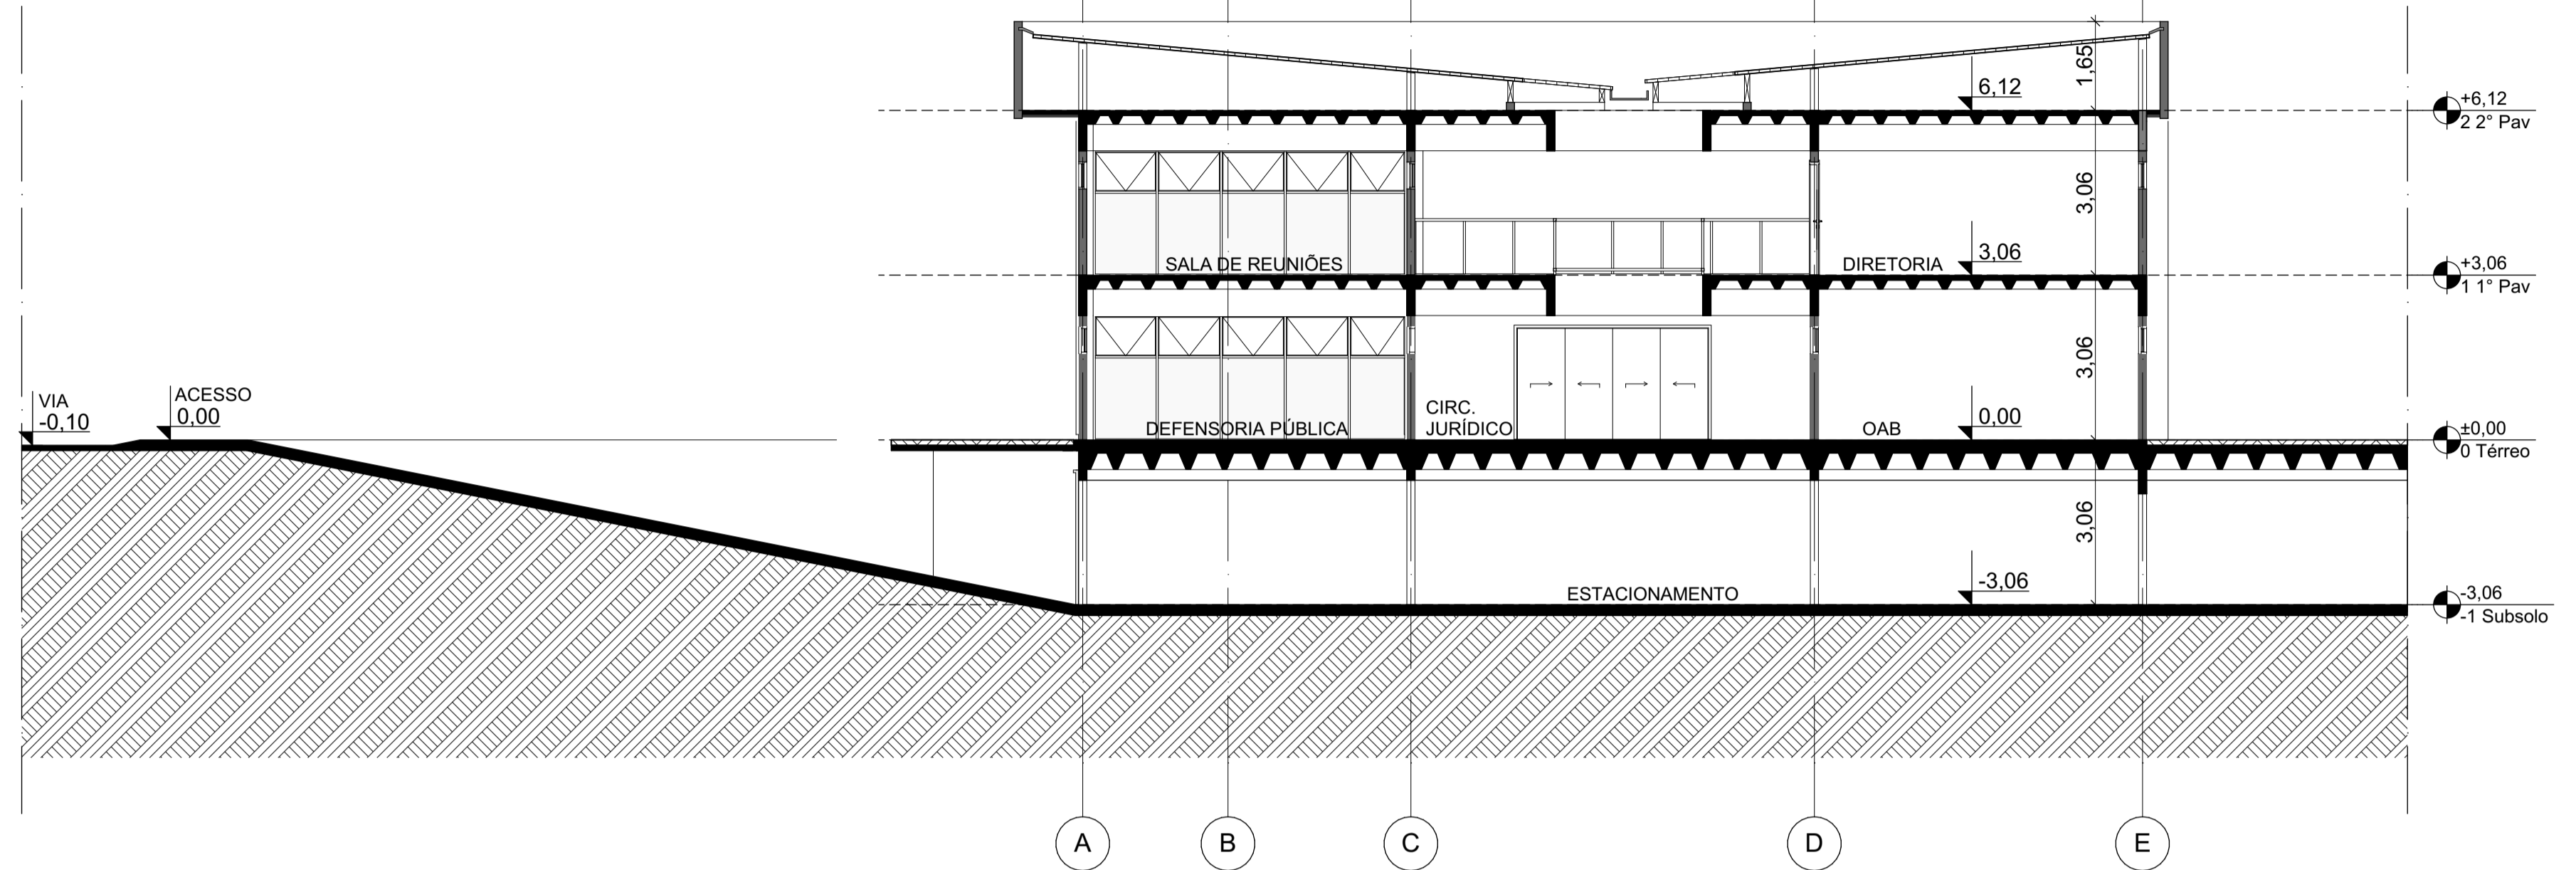 1,65
6,12
+6,12
2 2° Pav
3,06
SALA DE REUNIÕES
DIRETORIA
3,06
+3,06
1 1° Pav
3,06
VIA
-0,10
ACESSO
0,00
DEFENSORIA PÚBLICA
CIRC.
JURÍDICO
OAB
0,00
±0,00
0 Térreo
3,06
ESTACIONAMENTO
-3,06
-3,06
-1 Subsolo
A
B
C
D
E